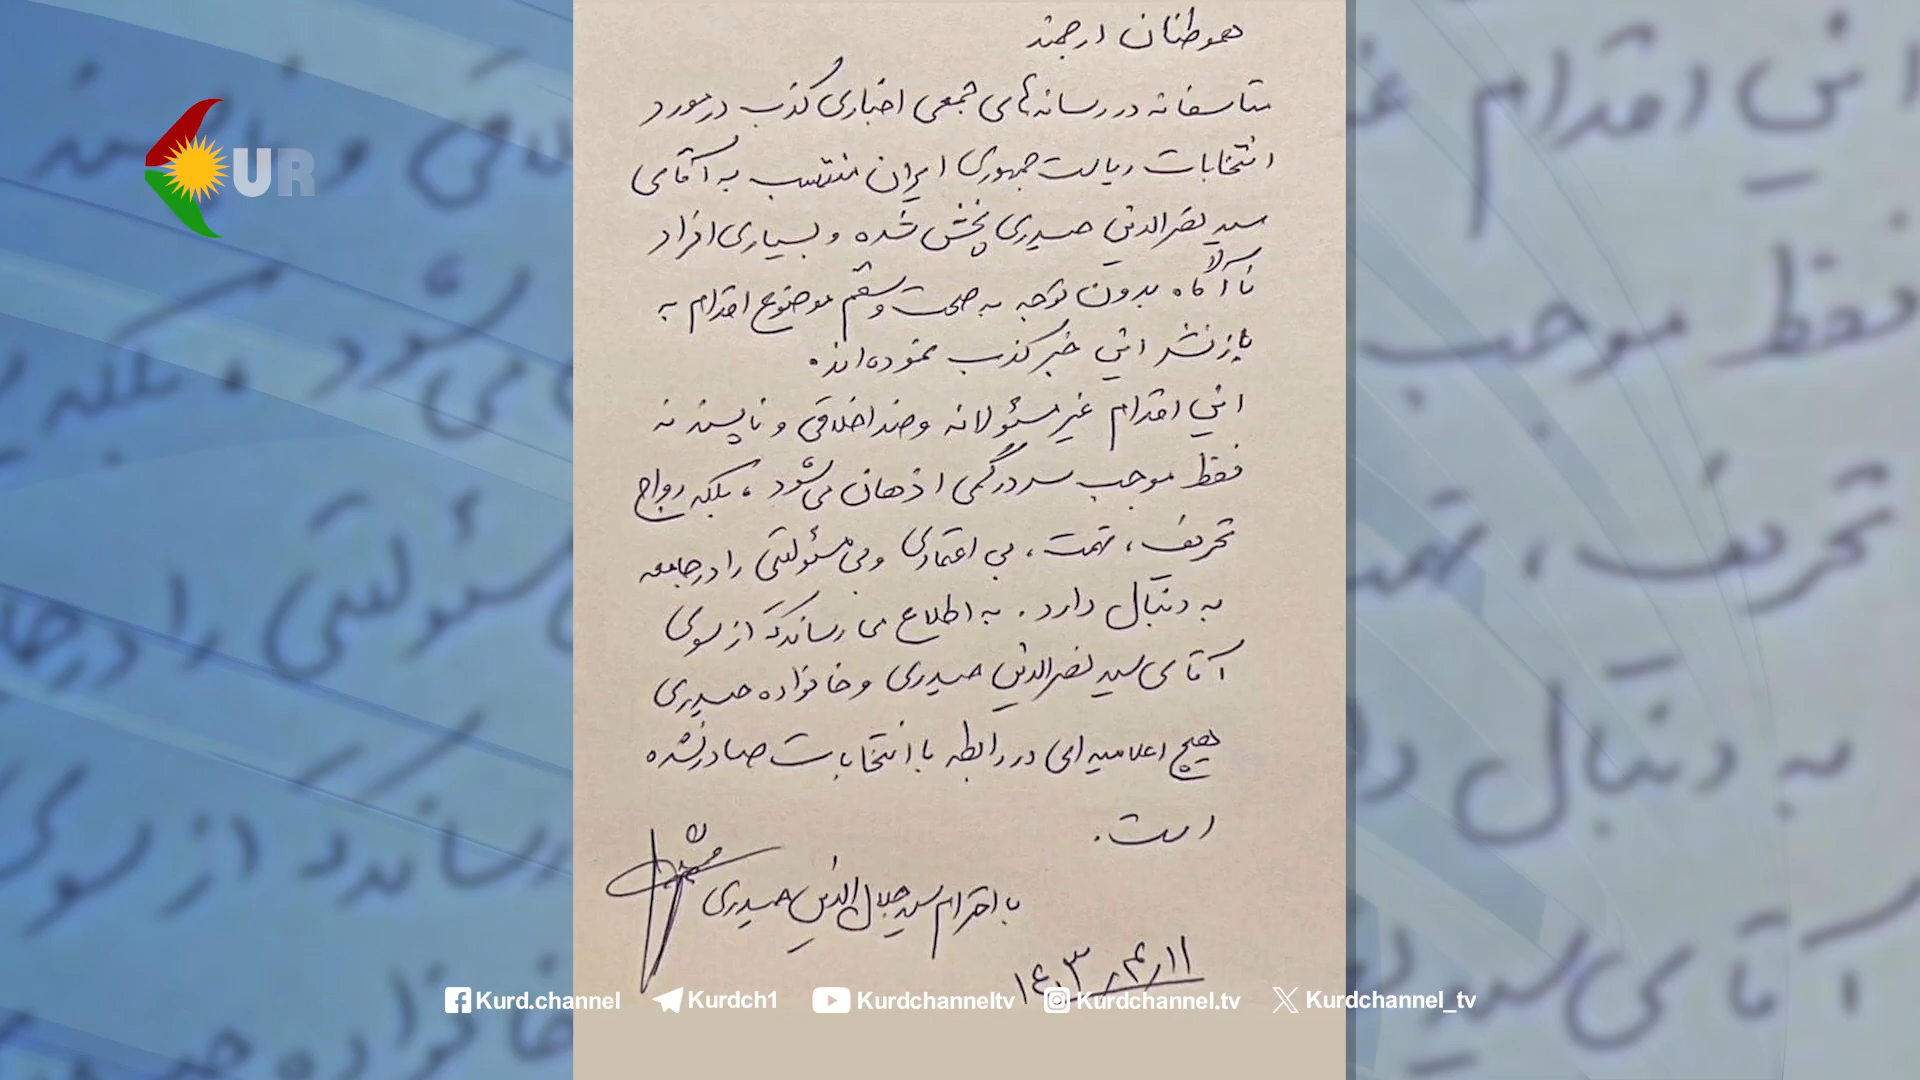 هموطنان ارجمند
متاسفانه در رسانه‌های جمعی اخباری کذب در مورد
انتخابات ریاست جمهوری ایران منتسب به آقای
سید نصرالدین حیدری پخش شده و بسیاری افراد
ناآگاه بدون توجه به صحت و سقم موضوع اقدام به
بازنشر این خبر کذب نموده‌اند.
این اقدام غیرمسئولانه و ضد اخلاقی و ناپسند نه
فقط موجب سردرگمی اذهان می‌شود، بلکه رواج
تحریف، تهمت، بی اعتمادی و بی‌مسئولیتی را در جامعه
به دنبال دارد. به اطلاع می رساند که از سوی
آقای سید نصرالدین حیدری و خانواده حیدری
هیچ اعلامیه‌ای در رابطه با انتخابات صادر نشده
است.
با احترام سید جلال الدین حیدری
۱۴۰۳٫۴٫۱۱
UR
Kurd.channel
Kurdch1
Kurdchanneltv
Kurdchannel.tv
Kurdchannel_tv